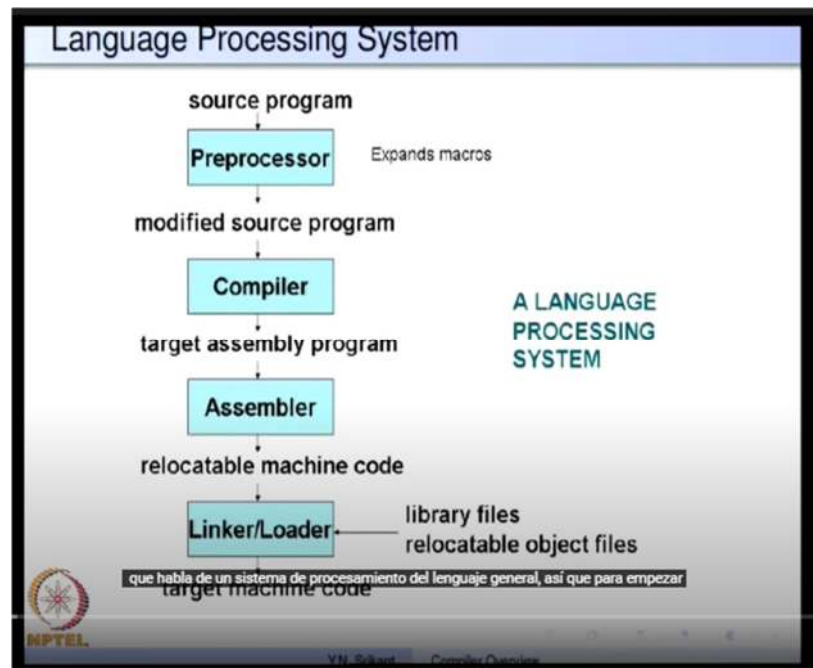 Language Processing System
source program
Preprocessor
Expands macros
modified source program
Compiler
A LANGUAGE
PROCESSING
SYSTEM
target assembly program
Assembler
relocatable machine code
Linker/Loader
library files
relocatable object files
que habla de un sistema de procesamiento del lenguaje general, así que para empezar
target machine code
NPTEL
Y.N. Srikant Compiler Overview